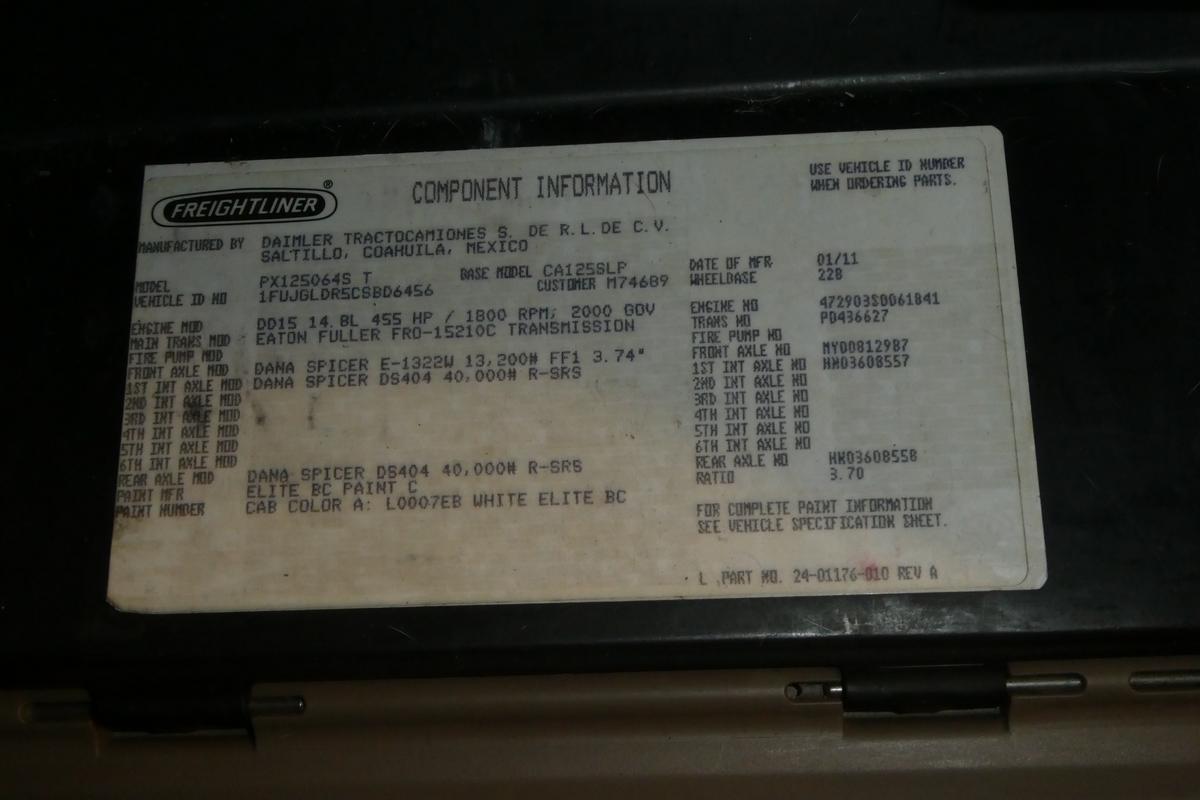 FREIGHTLINER®
COMPONENT INFORMATION
USE VEHICLE ID NUMBER
WHEN ORDERING PARTS.
MANUFACTURED BY DAIMLER TRACTOCAMIONES S. DE R.L.DE C.V.
SALTILLO, COAHUILA, MEXICO
MODEL PX125064S T BASE MODEL CA125SLP
VEHICLE ID NO 1FUJGLDR5CSBD6456 CUSTOMER M74689
DATE OF MFR 01/11
WHEELBASE 228
ENGINE MOD DD15 14.8L 455 HP / 1800 RPM, 2000 GOV
MAIN TRANS MOD EATON FULLER FRO-15210C TRANSMISSION
FIRE PUMP MOD
FRONT AXLE MOD DANA SPICER E-1322W 13,200# FF1 3.74"
1ST INT AXLE MOD DANA SPICER DS404 40,000# R-SRS
2ND INT AXLE MOD
3RD INT AXLE MOD
4TH INT AXLE MOD
5TH INT AXLE MOD
6TH INT AXLE MOD
REAR AXLE MOD DANA SPICER DS404 40,000# R-SRS
PAINT MFR ELITE BC PAINT C
PAINT NUMBER CAB COLOR A: L0007EB WHITE ELITE BC
ENGINE NO 472903S0061841
TRANS NO PD436627
FIRE PUMP NO
FRONT AXLE NO MY00812987
1ST INT AXLE NO HM03608557
2ND INT AXLE NO
3RD INT AXLE NO
4TH INT AXLE NO
5TH INT AXLE NO
6TH INT AXLE NO
REAR AXLE NO HM03608558
RATIO 3.70
FOR COMPLETE PAINT INFORMATION
SEE VEHICLE SPECIFICATION SHEET.
L PART NO. 24-01176-010 REV A